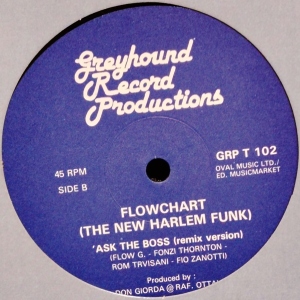 Greyhound
Record
Productions
45 RPM
SIDE B
GRP T 102
OVAL MUSIC LTD./
ED. MUSICMARKET
FLOWCHART
(THE NEW HARLEM FUNK)
'ASK THE BOSS (remix version)
(FLOW G. - FONZI THORNTON -
ROM TRVISANI - FIO ZANOTTI)
Produced by :
DON GIORDA @ RAF. OTTA